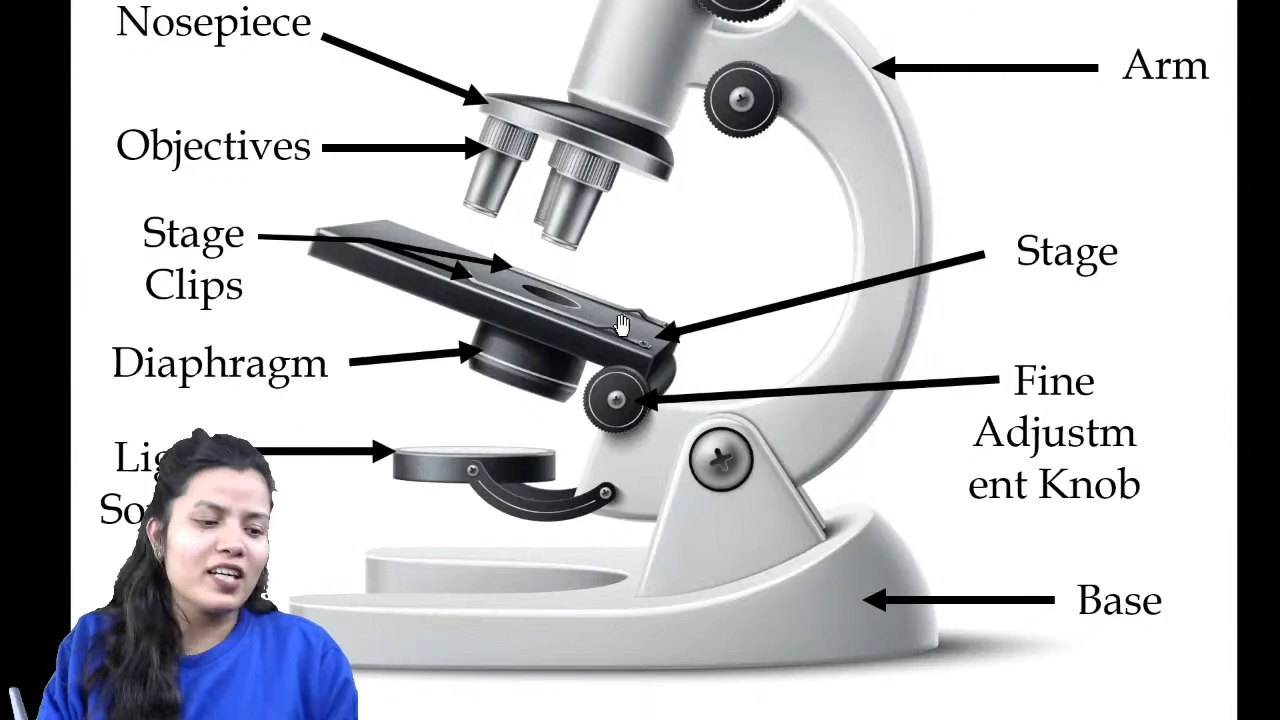 Nosepiece
Arm
Objectives
Stage
Clips
Stage
Diaphragm
Fine
Adjustm
ent Knob
Base